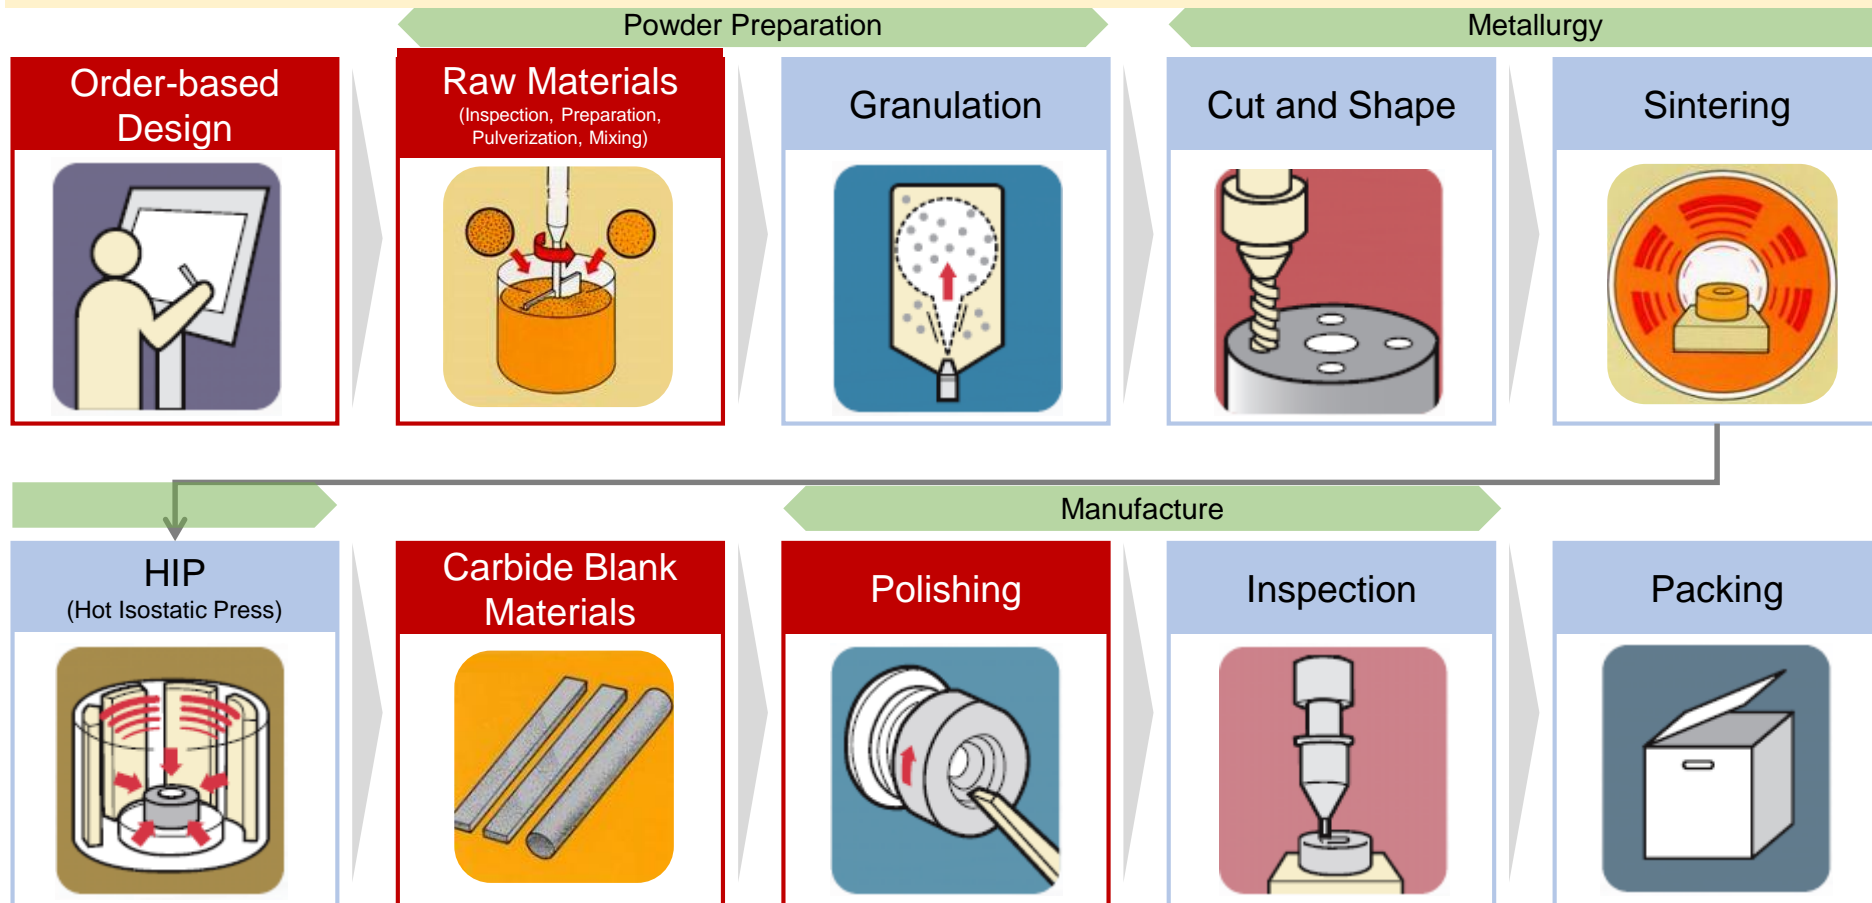 Powder Preparation
Metallurgy
Order-based
Design
Raw Materials
(Inspection, Preparation,
Pulverization, Mixing)
Granulation
Cut and Shape
Sintering
Manufacture
HIP
(Hot Isostatic Press)
Carbide Blank
Materials
Polishing
Inspection
Packing